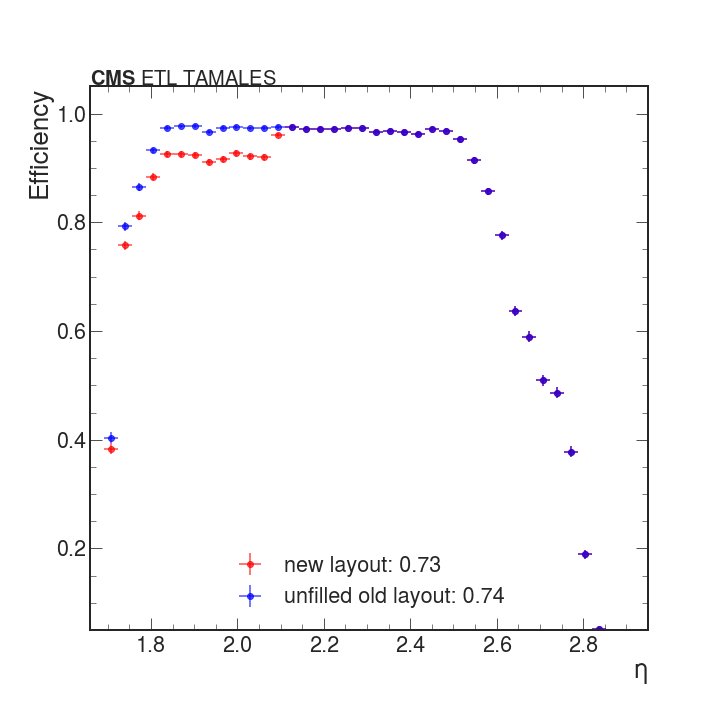 CMS ETL TAMALES
Efficiency
1.0
0.8
0.6
0.4
0.2
new layout: 0.73
unfilled old layout: 0.74
1.8 2.0 2.2 2.4 2.6 2.8
η